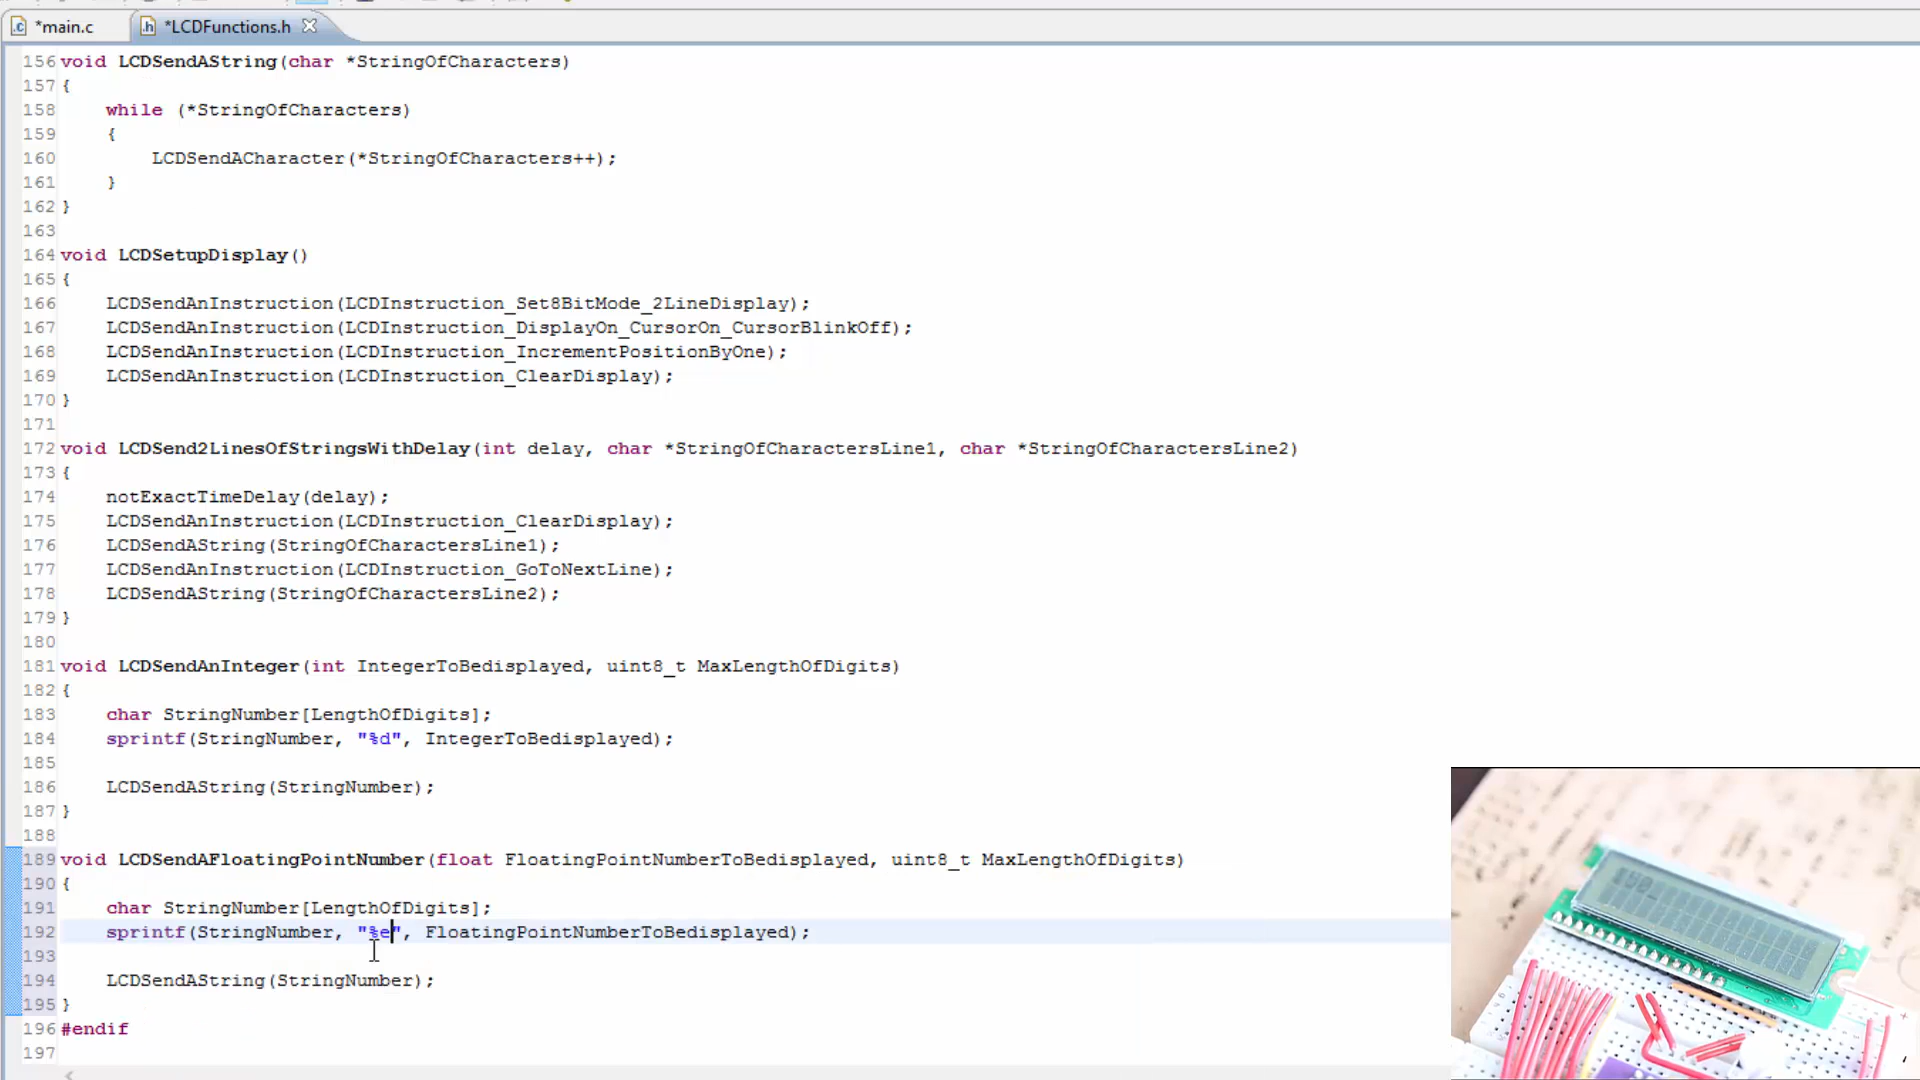 *main.c
*LCDFunctions.h
156 void LCDSendAString(char *StringOfCharacters)
157 {
158     while (*StringOfCharacters)
159     {
160         LCDSendACharacter(*StringOfCharacters++);
161     }
162 }
163
164 void LCDSetupDisplay()
165 {
166     LCDSendAnInstruction(LCDInstruction_Set8BitMode_2LineDisplay);
167     LCDSendAnInstruction(LCDInstruction_DisplayOn_CursorOn_CursorBlinkOff);
168     LCDSendAnInstruction(LCDInstruction_IncrementPositionByOne);
169     LCDSendAnInstruction(LCDInstruction_ClearDisplay);
170 }
171
172 void LCDSend2LinesOfStringsWithDelay(int delay, char *StringOfCharactersLine1, char *StringOfCharactersLine2)
173 {
174     notExactTimeDelay(delay);
175     LCDSendAnInstruction(LCDInstruction_ClearDisplay);
176     LCDSendAString(StringOfCharactersLine1);
177     LCDSendAnInstruction(LCDInstruction_GoToNextLine);
178     LCDSendAString(StringOfCharactersLine2);
179 }
180
181 void LCDSendAnInteger(int IntegerToBedisplayed, uint8_t MaxLengthOfDigits)
182 {
183     char StringNumber[LengthOfDigits];
184     sprintf(StringNumber, "%d", IntegerToBedisplayed);
185
186     LCDSendAString(StringNumber);
187 }
188
189 void LCDSendAFloatingPointNumber(float FloatingPointNumberToBedisplayed, uint8_t MaxLengthOfDigits)
190 {
191     char StringNumber[LengthOfDigits];
192     sprintf(StringNumber, "%e", FloatingPointNumberToBedisplayed);
193
194     LCDSendAString(StringNumber);
195 }
196 #endif
197